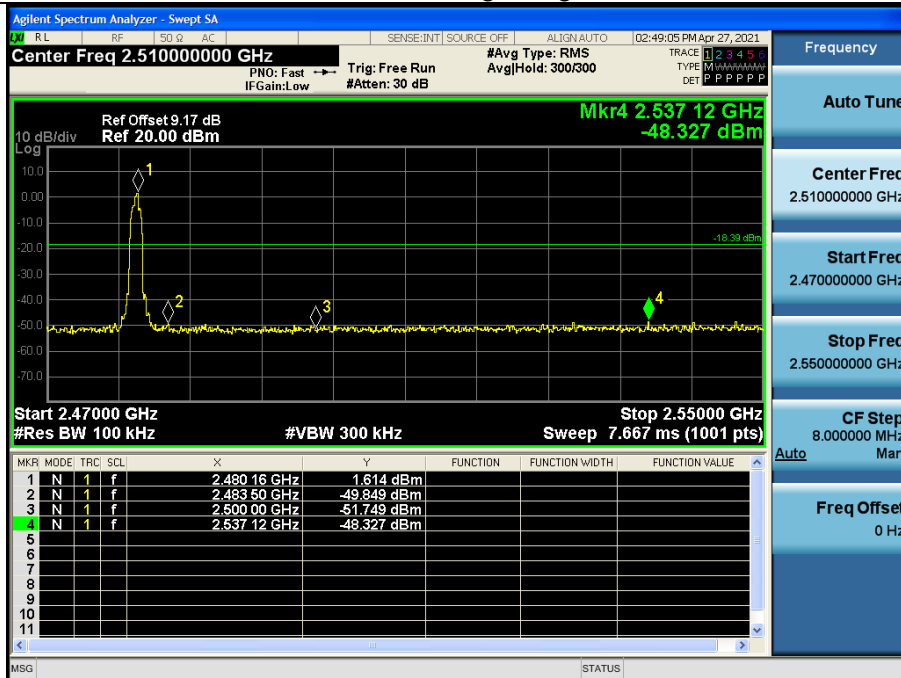 Agilent Spectrum Analyzer - Swept SA
LXI RL RF 50 Ω AC SENSE:INT SOURCE OFF ALIGN AUTO 02:49:05 PM Apr 27, 2021
Center Freq 2.510000000 GHz
PNO: Fast
IFGain:Low
Trig: Free Run
#Atten: 30 dB
#Avg Type: RMS
Avg|Hold: 300/300
TRACE 1 2 3 4 5 6
TYPE MWWWWW
DET P P P P P P
Mkr4 2.537 12 GHz
-48.327 dBm
Ref Offset 9.17 dB
10 dB/div Ref 20.00 dBm
Log
10.0
0.00
-10.0
-20.0
-30.0
-40.0
-50.0
-60.0
-70.0
1
2
3
4
-18.39 dBm
Start 2.47000 GHz Stop 2.55000 GHz
#Res BW 100 kHz #VBW 300 kHz Sweep 7.667 ms (1001 pts)
MKR MODE TRC SCL X Y FUNCTION FUNCTION WIDTH FUNCTION VALUE
1 N 1 f 2.480 16 GHz 1.614 dBm
2 N 1 f 2.483 50 GHz -49.849 dBm
3 N 1 f 2.500 00 GHz -51.749 dBm
4 N 1 f 2.537 12 GHz -48.327 dBm
5
6
7
8
9
10
11
MSG STATUS
Frequency
Auto Tune
Center Freq
2.510000000 GHz
Start Freq
2.470000000 GHz
Stop Freq
2.550000000 GHz
CF Step
8.000000 MHz
Auto Man
Freq Offset
0 Hz